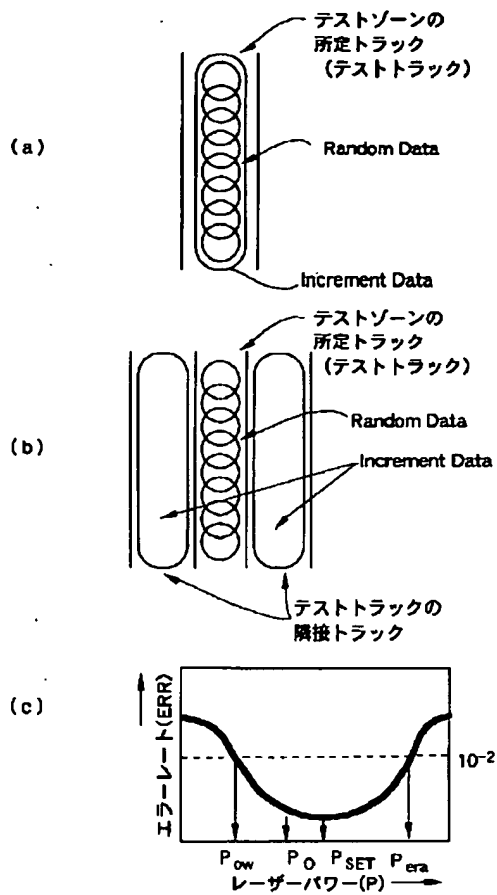 (a)
テストゾーンの
所定トラック
(テストトラック)
Random Data
Increment Data
(b)
テストゾーンの
所定トラック
(テストトラック)
Random Data
Increment Data
テストトラックの
隣接トラック
(c)
エラーレート(ERR)
10-2
Pow
PO
PSET
Pera
レーザーパワー(P)